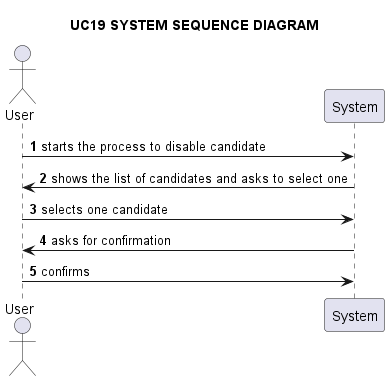 UC19 SYSTEM SEQUENCE DIAGRAM
User
System
1 starts the process to disable candidate
2 shows the list of candidates and asks to select one
3 selects one candidate
4 asks for confirmation
5 confirms
User
System